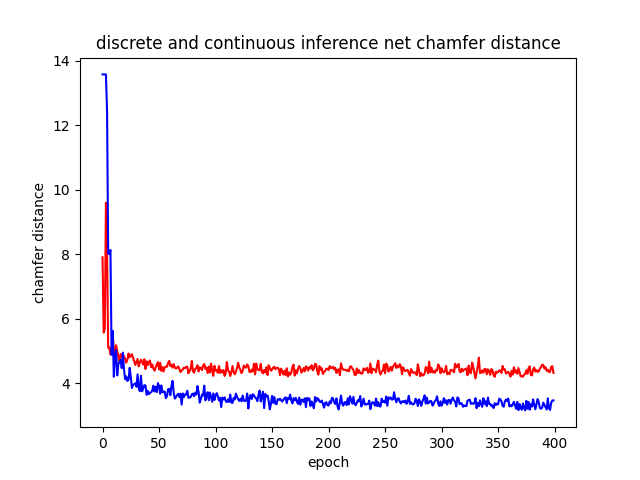 discrete and continuous inference net chamfer distance
14
12
10
8
6
4
chamfer distance
0 50 100 150 200 250 300 350 400
epoch